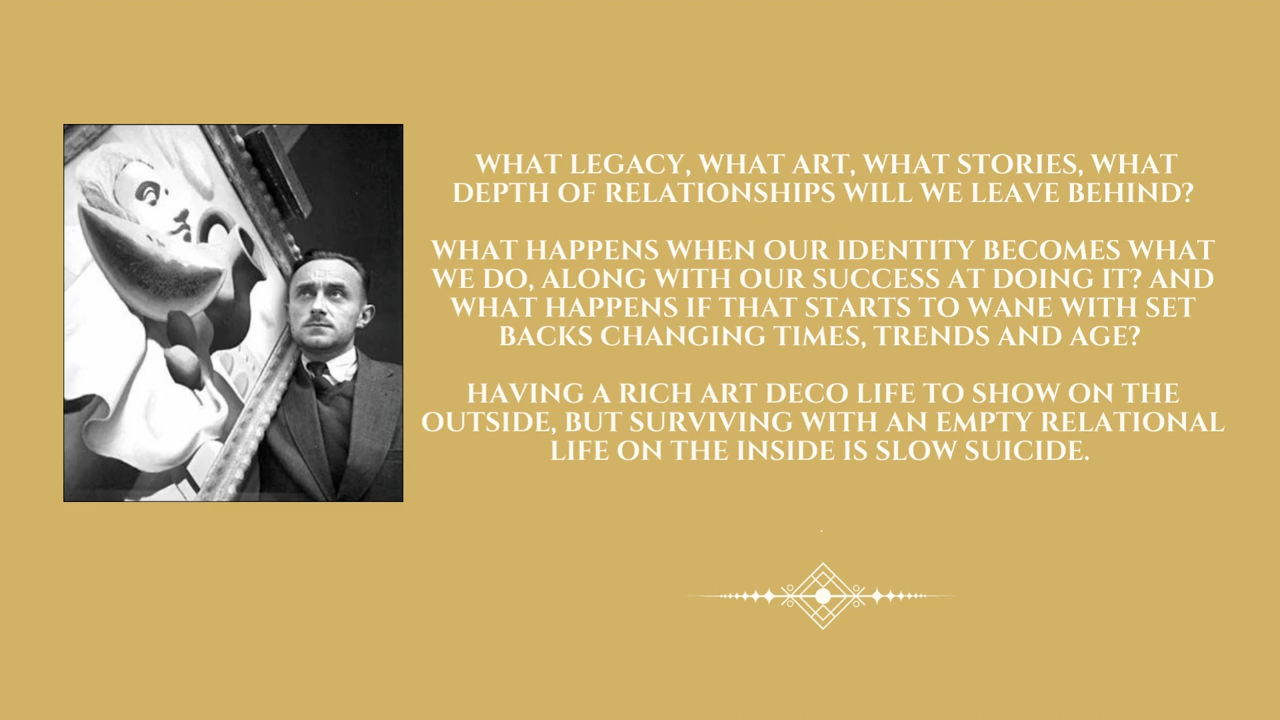 WHAT LEGACY, WHAT ART, WHAT STORIES, WHAT
DEPTH OF RELATIONSHIPS WILL WE LEAVE BEHIND?
WHAT HAPPENS WHEN OUR IDENTITY BECOMES WHAT
WE DO, ALONG WITH OUR SUCCESS AT DOING IT? AND
WHAT HAPPENS IF THAT STARTS TO WANE WITH SET
BACKS CHANGING TIMES, TRENDS AND AGE?
HAVING A RICH ART DECO LIFE TO SHOW ON THE
OUTSIDE, BUT SURVIVING WITH AN EMPTY RELATIONAL
LIFE ON THE INSIDE IS SLOW SUICIDE.
.